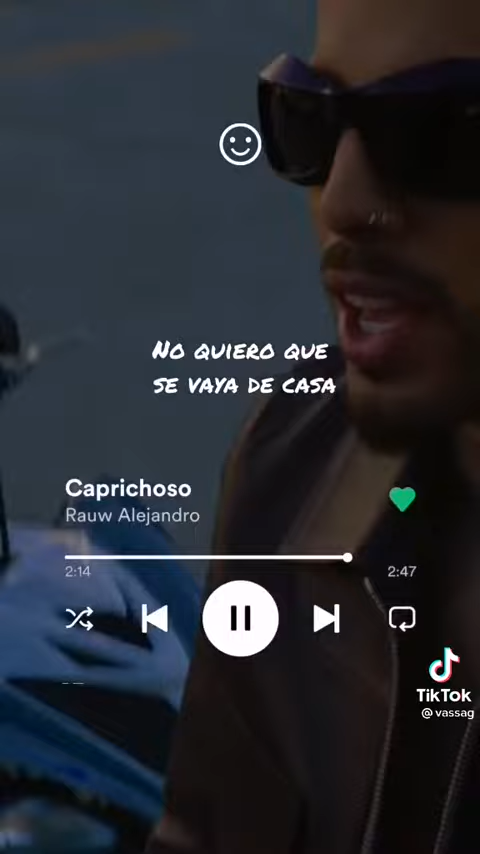 No quiero que
se vaya de casa
Caprichoso
Rauw Alejandro
2:14
2:47
TikTok
@vassag